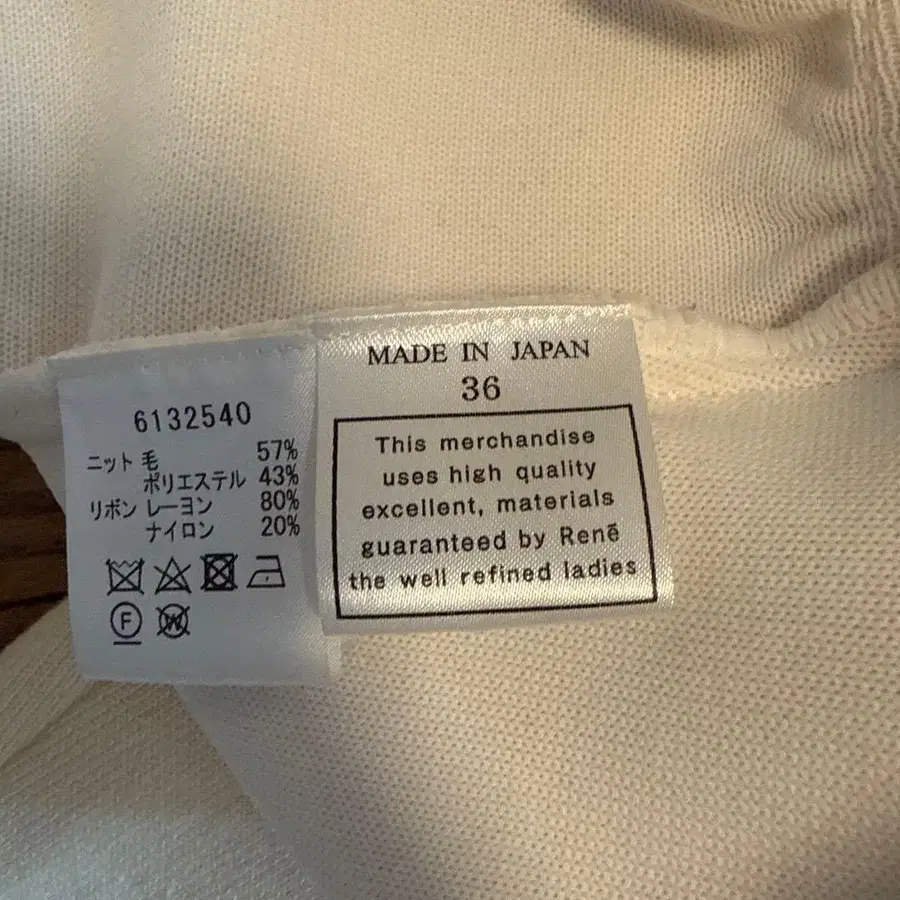 6132540
ニット 毛 57%
ポリエステル 43%
リボン レーヨン 80%
ナイロン 20%
F
W
MADE IN JAPAN
36
This merchandise
uses high quality
excellent, materials
guaranteed by Renē
the well refined ladies